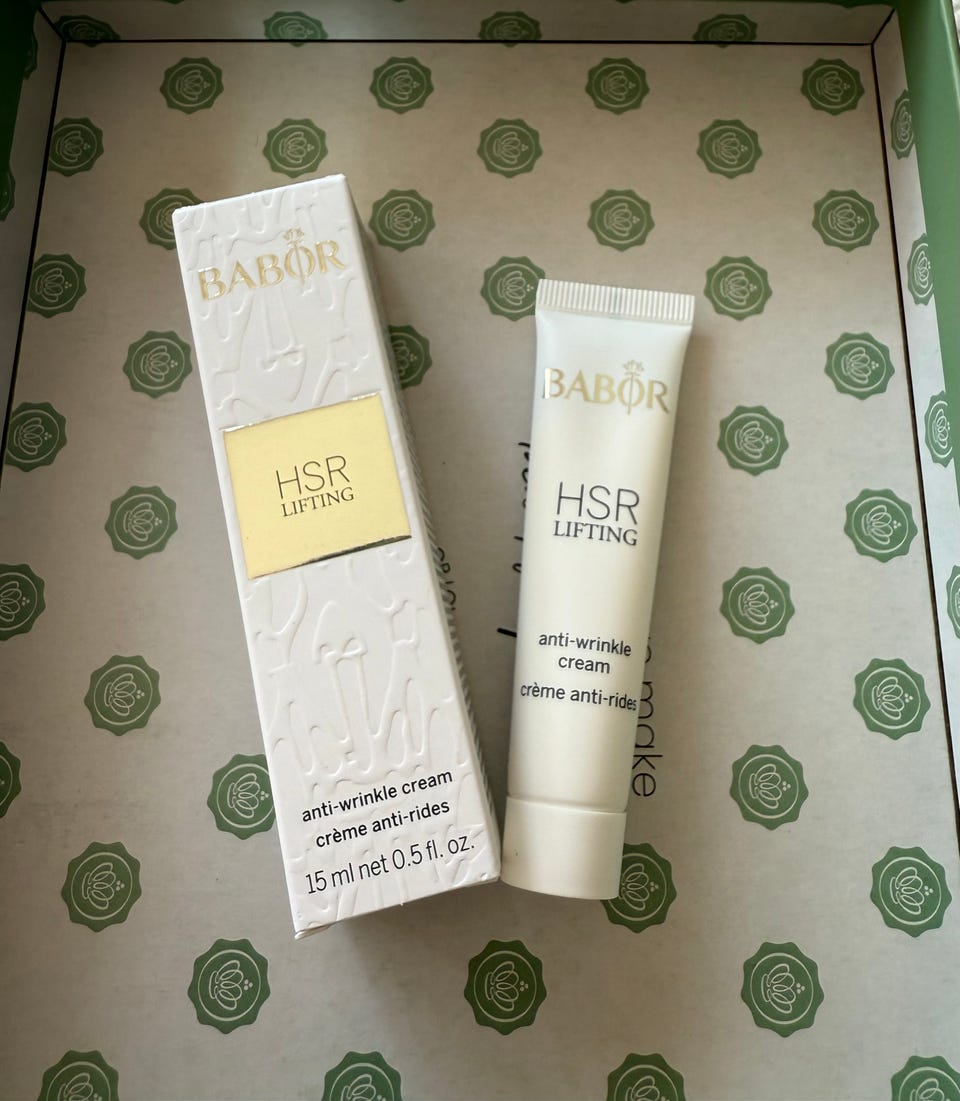 BABOR
HSR
LIFTING
anti-wrinkle cream
crème anti-rides
15 ml net 0.5 fl. oz.
BABOR
HSR
LIFTING
anti-wrinkle
cream
crème anti-rides
make